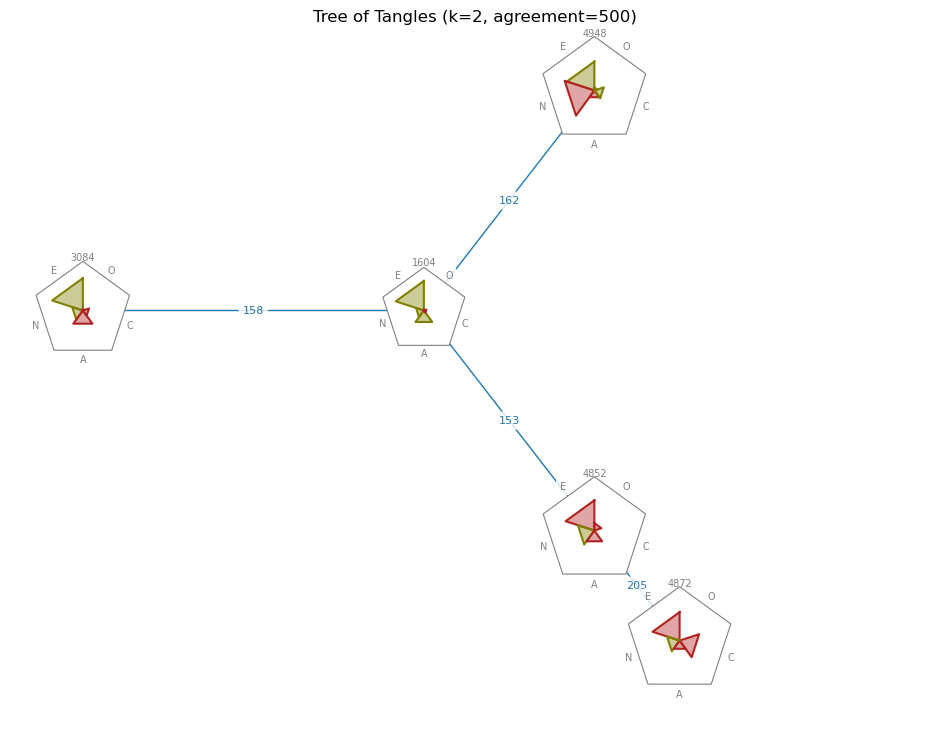 Tree of Tangles (k=2, agreement=500)
4948
E O
N C
A
162
3084
E O
N C
A
158
1604
E O
N C
A
153
4852
E O
N C
A
205
4872
E O
N C
A